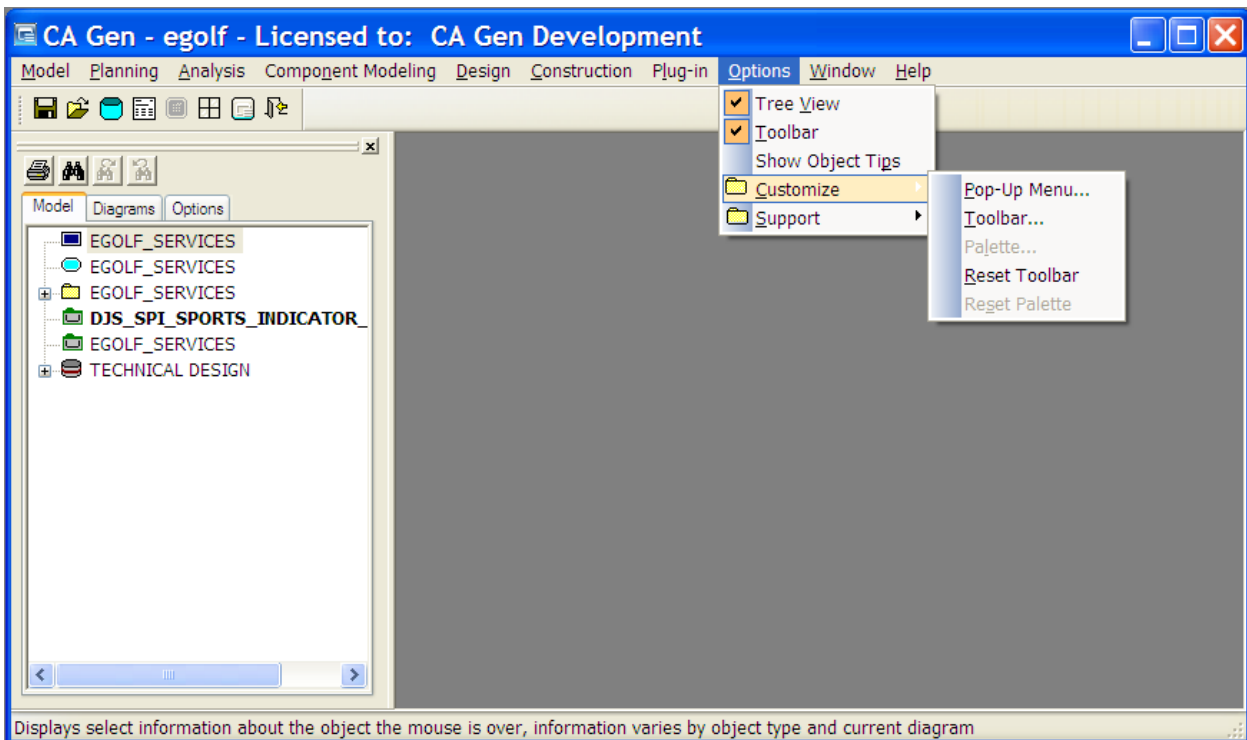 CA Gen - egolf - Licensed to:  CA Gen Development
Model Planning Analysis Component Modeling Design Construction Plug-in Options Window Help
Tree View
Toolbar
Show Object Tips
Customize
Support
Pop-Up Menu...
Toolbar...
Palette...
Reset Toolbar
Reset Palette
Model Diagrams Options
EGOLF_SERVICES
EGOLF_SERVICES
EGOLF_SERVICES
DJS_SPI_SPORTS_INDICATOR_
EGOLF_SERVICES
TECHNICAL DESIGN
Displays select information about the object the mouse is over, information varies by object type and current diagram